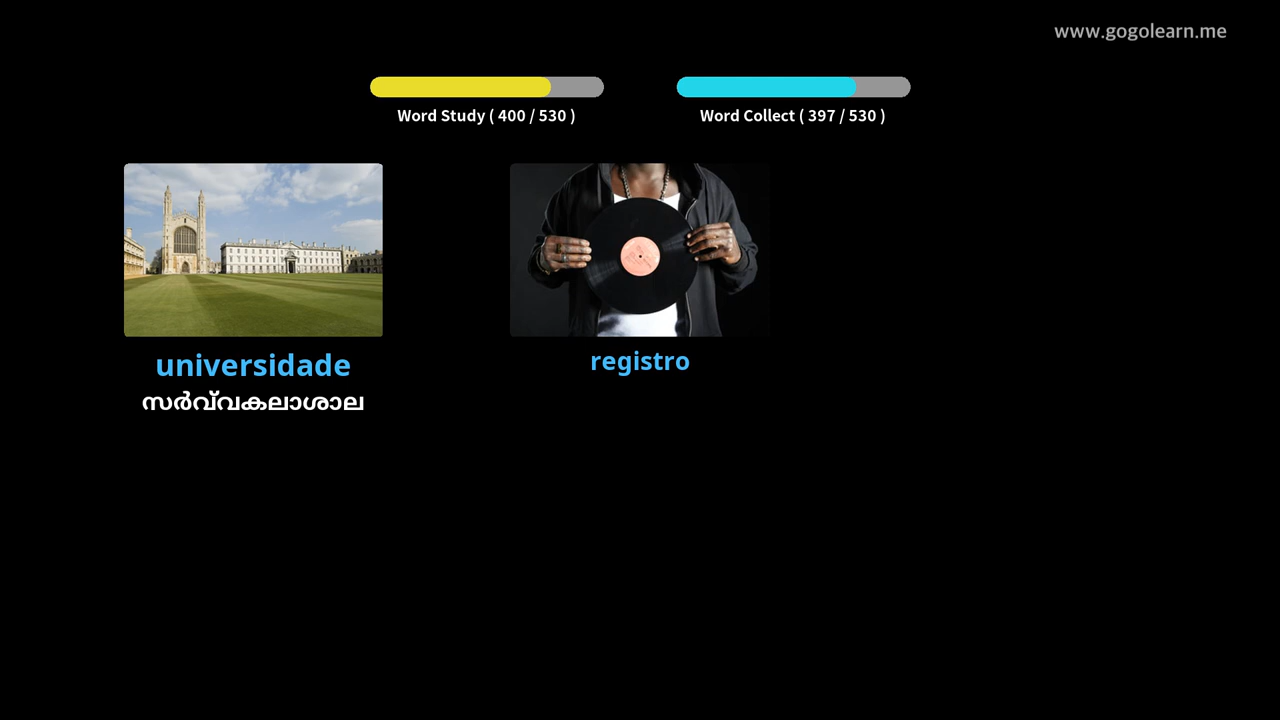 www.gogolearn.me
Word Study ( 400 / 530 )
Word Collect ( 397 / 530 )
universidade
സർവ്വകലാശാല
registro